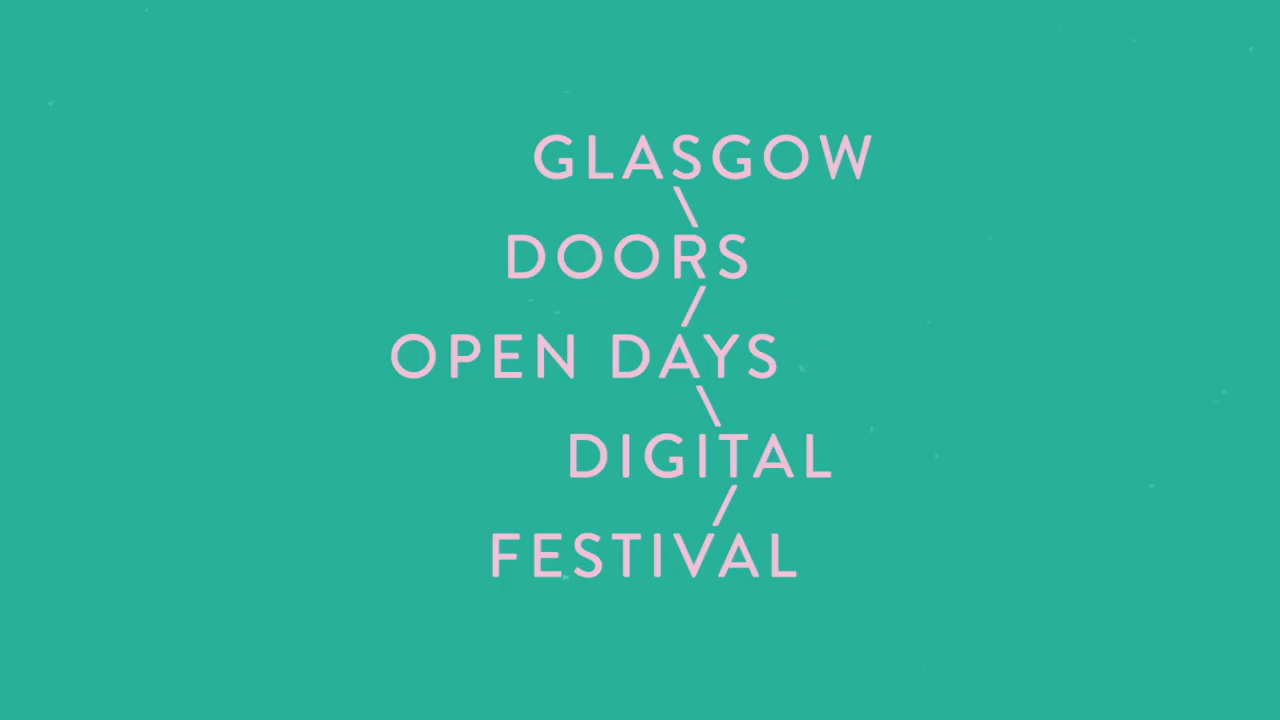 GLASGOW
DOORS
OPEN DAYS
DIGITAL
FESTIVAL